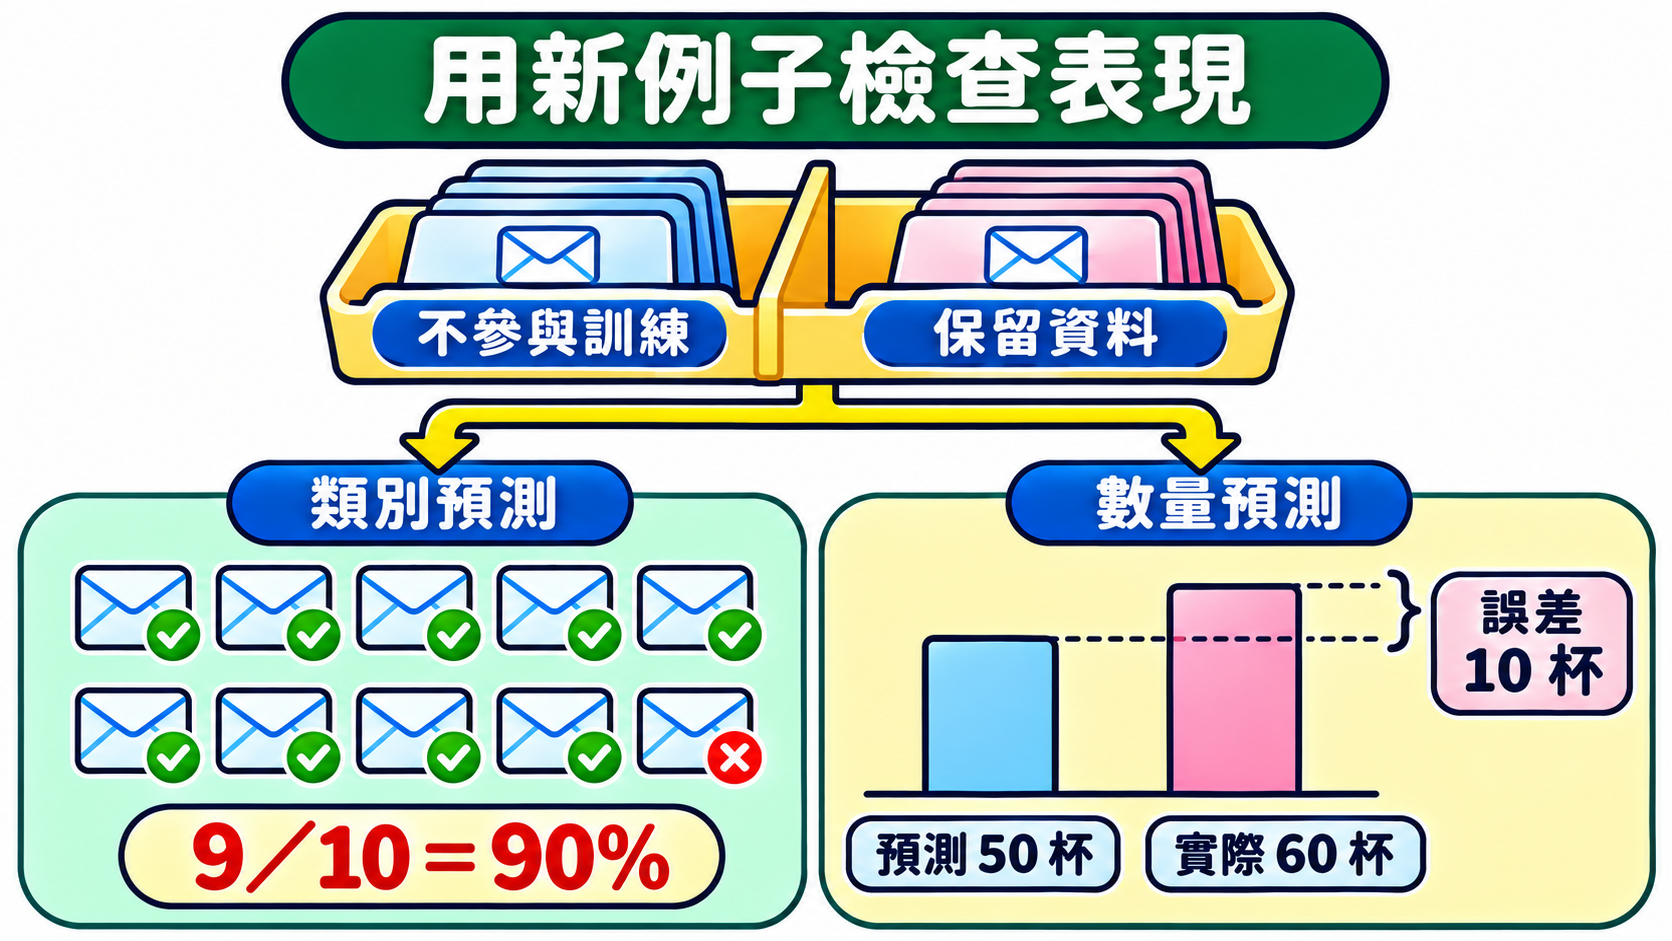 用新例子檢查表現
不參與訓練
保留資料
類別預測
數量預測
9／10＝90%
誤差
10 杯
預測 50 杯
實際 60 杯